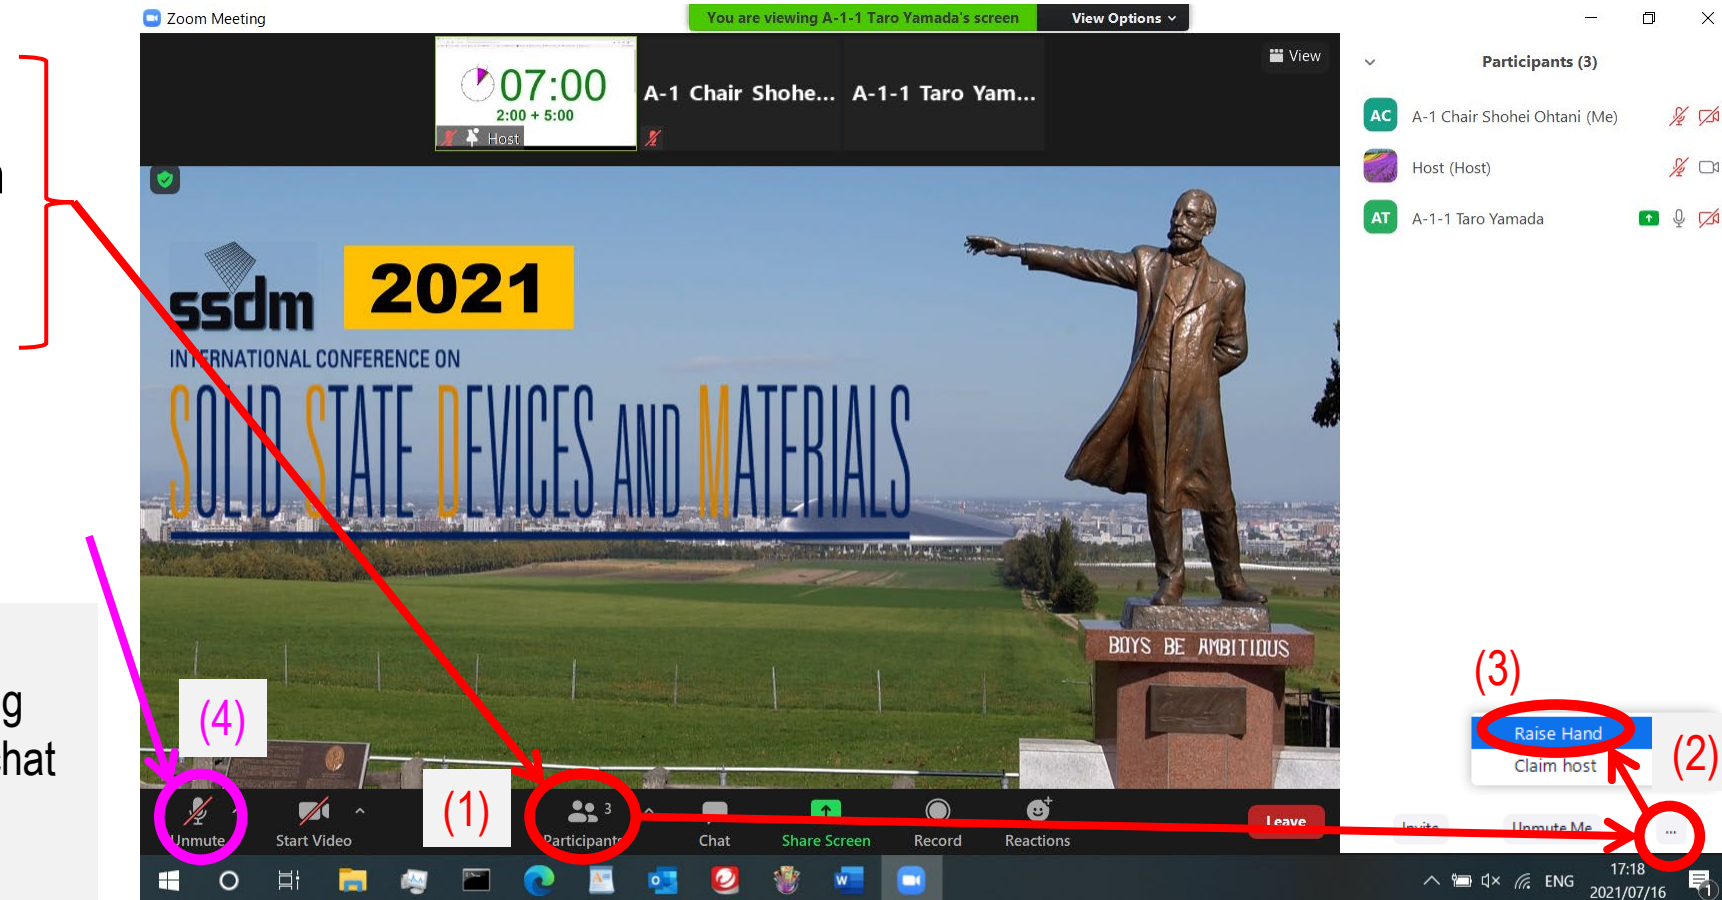 Zoom Meeting
You are viewing A-1-1 Taro Yamada's screen
View Options
07:00
2:00 + 5:00
Host
A-1 Chair Shohe...
A-1-1 Taro Yam...
View
Participants (3)
AC
A-1 Chair Shohei Ohtani (Me)
Host (Host)
AT
A-1-1 Taro Yamada
ssdm
2021
INTERNATIONAL CONFERENCE ON
SOLID STATE DEVICES AND MATERIALS
BOYS BE AMBITIOUS
(3)
Raise Hand
Claim host
(2)
(4)
(1)
Unmute
Start Video
Participants
3
Chat
Share Screen
Record
Reactions
Leave
Invite
Unmute Me
...
ENG
17:18
2021/07/16
1